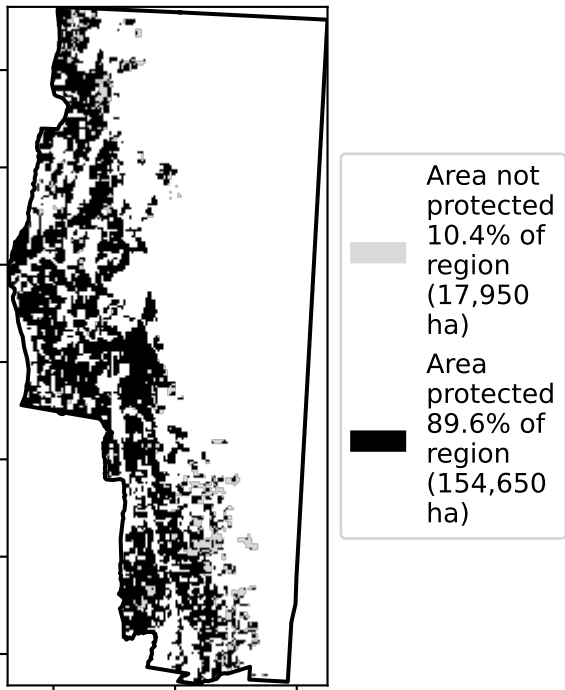 Area not
protected
10.4% of
region
(17,950
ha)
Area
protected
89.6% of
region
(154,650
ha)